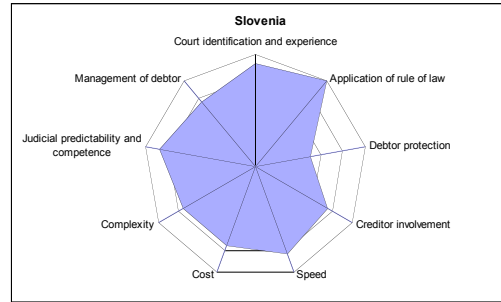 Slovenia
Court identification and experience
Management of debtor
Application of rule of law
Judicial predictability and
competence
Debtor protection
Complexity
Creditor involvement
Cost
Speed